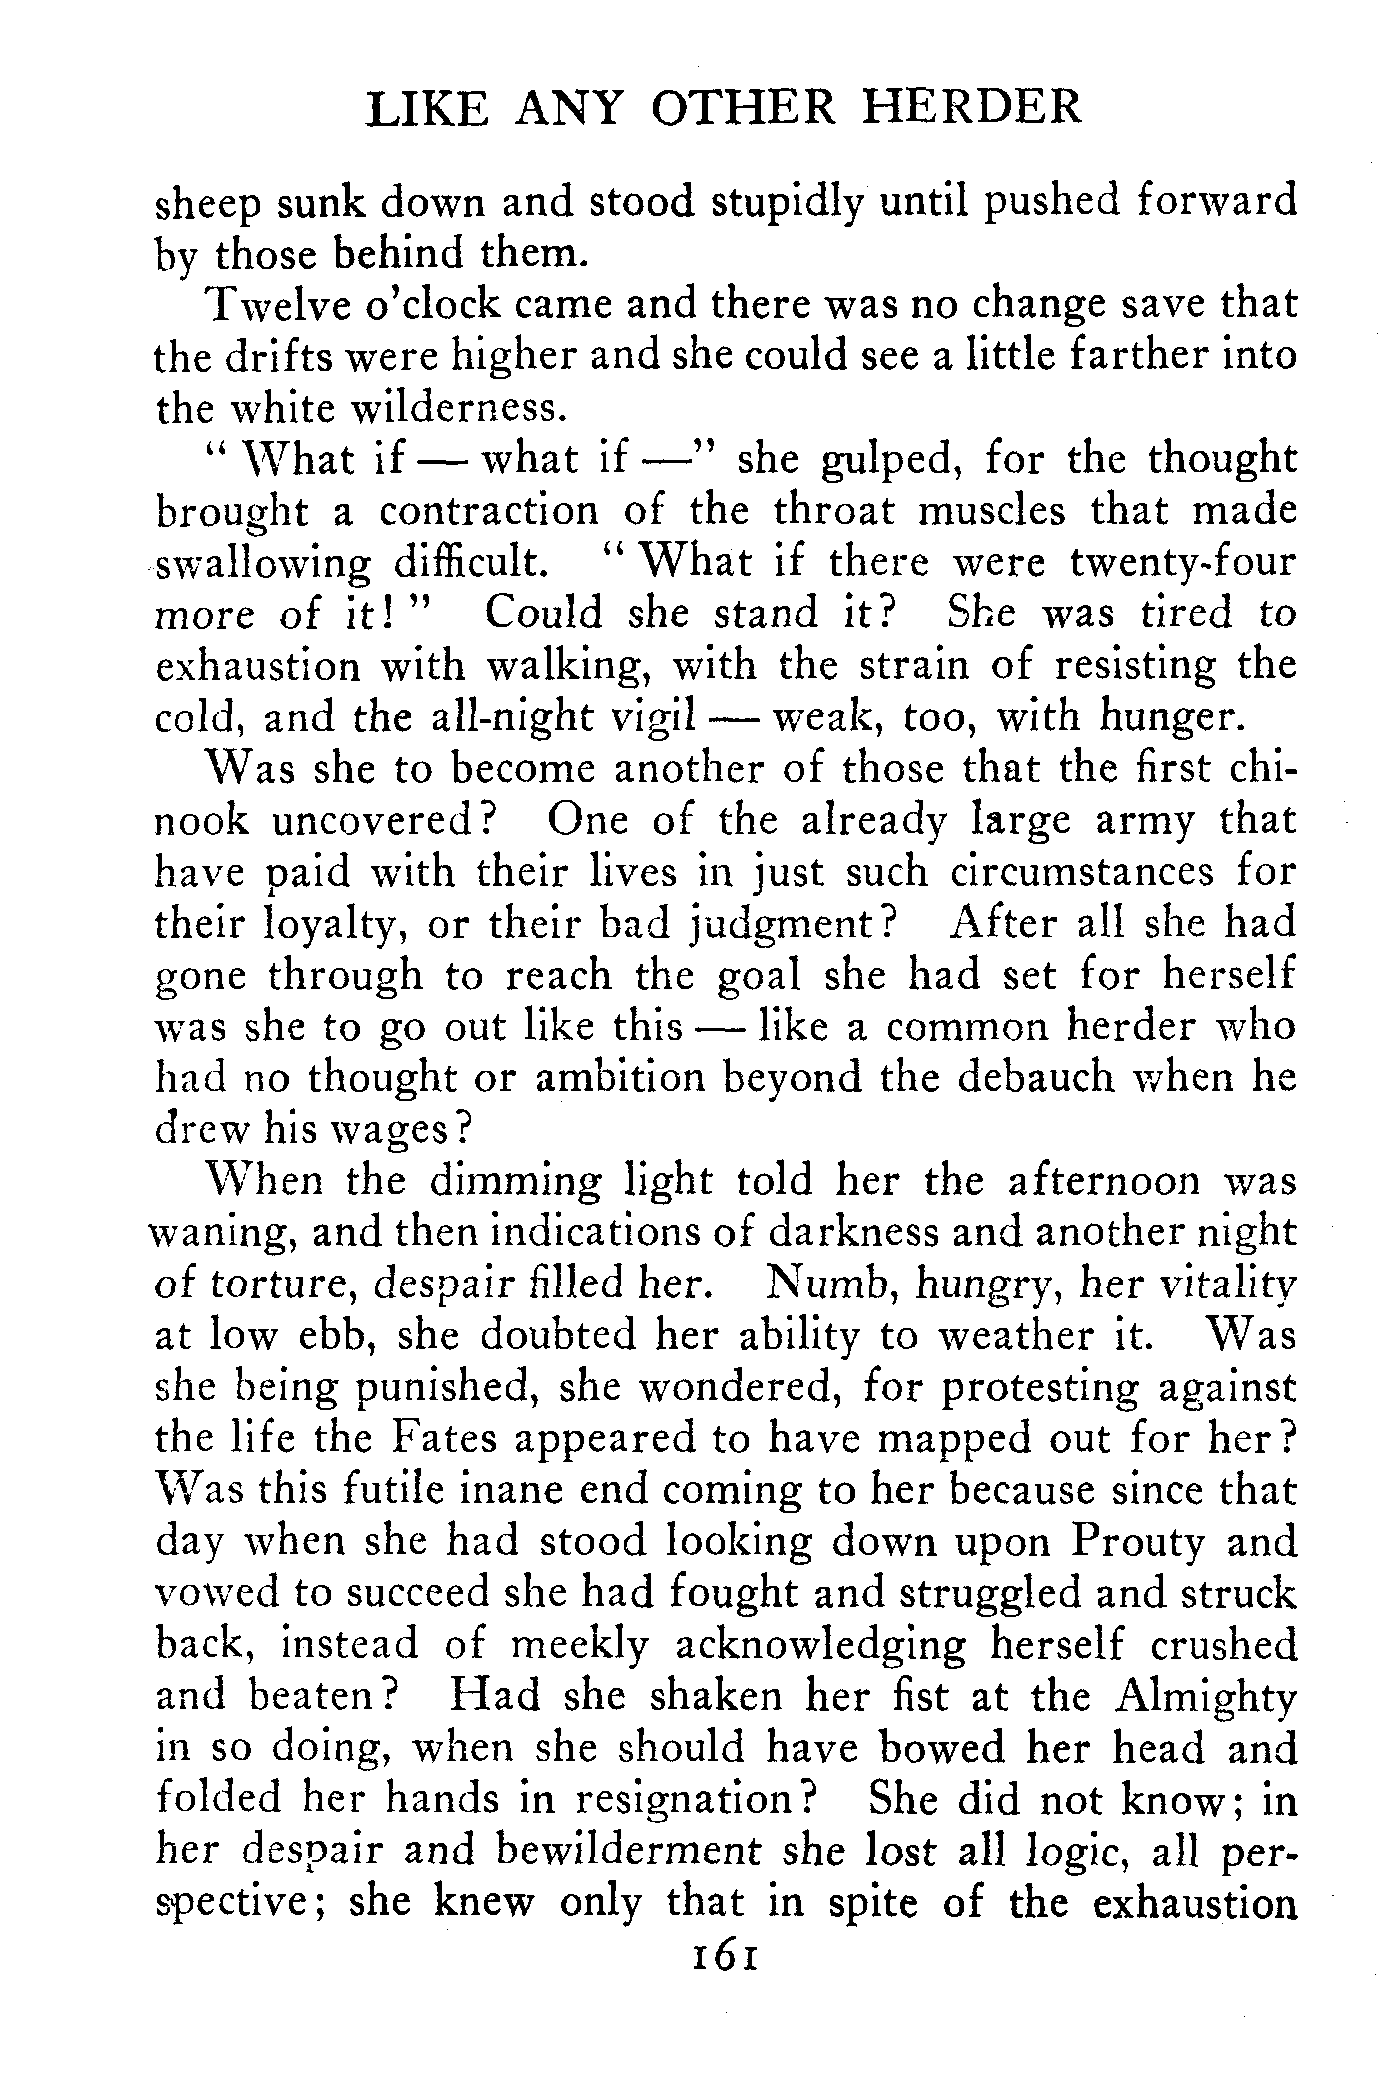 LIKE ANY OTHER HERDER
sheep sunk down and stood stupidly until pushed forward
by those behind them.
Twelve o'clock came and there was no change save that
the drifts were higher and she could see a little farther into
the white wilderness.
" What if — what if —" she gulped, for the thought
brought a contraction of the throat muscles that made
swallowing difficult. " What if there were twenty-four
more of it! " Could she stand it? She was tired to
exhaustion with walking, with the strain of resisting the
cold, and the all-night vigil — weak, too, with hunger.
Was she to become another of those that the first chi-
nook uncovered? One of the already large army that
have paid with their lives in just such circumstances for
their loyalty, or their bad judgment? After all she had
gone through to reach the goal she had set for herself
was she to go out like this — like a common herder who
had no thought or ambition beyond the debauch when he
drew his wages?
When the dimming light told her the afternoon was
waning, and then indications of darkness and another night
of torture, despair filled her. Numb, hungry, her vitality
at low ebb, she doubted her ability to weather it. Was
she being punished, she wondered, for protesting against
the life the Fates appeared to have mapped out for her?
Was this futile inane end coming to her because since that
day when she had stood looking down upon Prouty and
vowed to succeed she had fought and struggled and struck
back, instead of meekly acknowledging herself crushed
and beaten? Had she shaken her fist at the Almighty
in so doing, when she should have bowed her head and
folded her hands in resignation? She did not know; in
her despair and bewilderment she lost all logic, all per-
spective; she knew only that in spite of the exhaustion
161